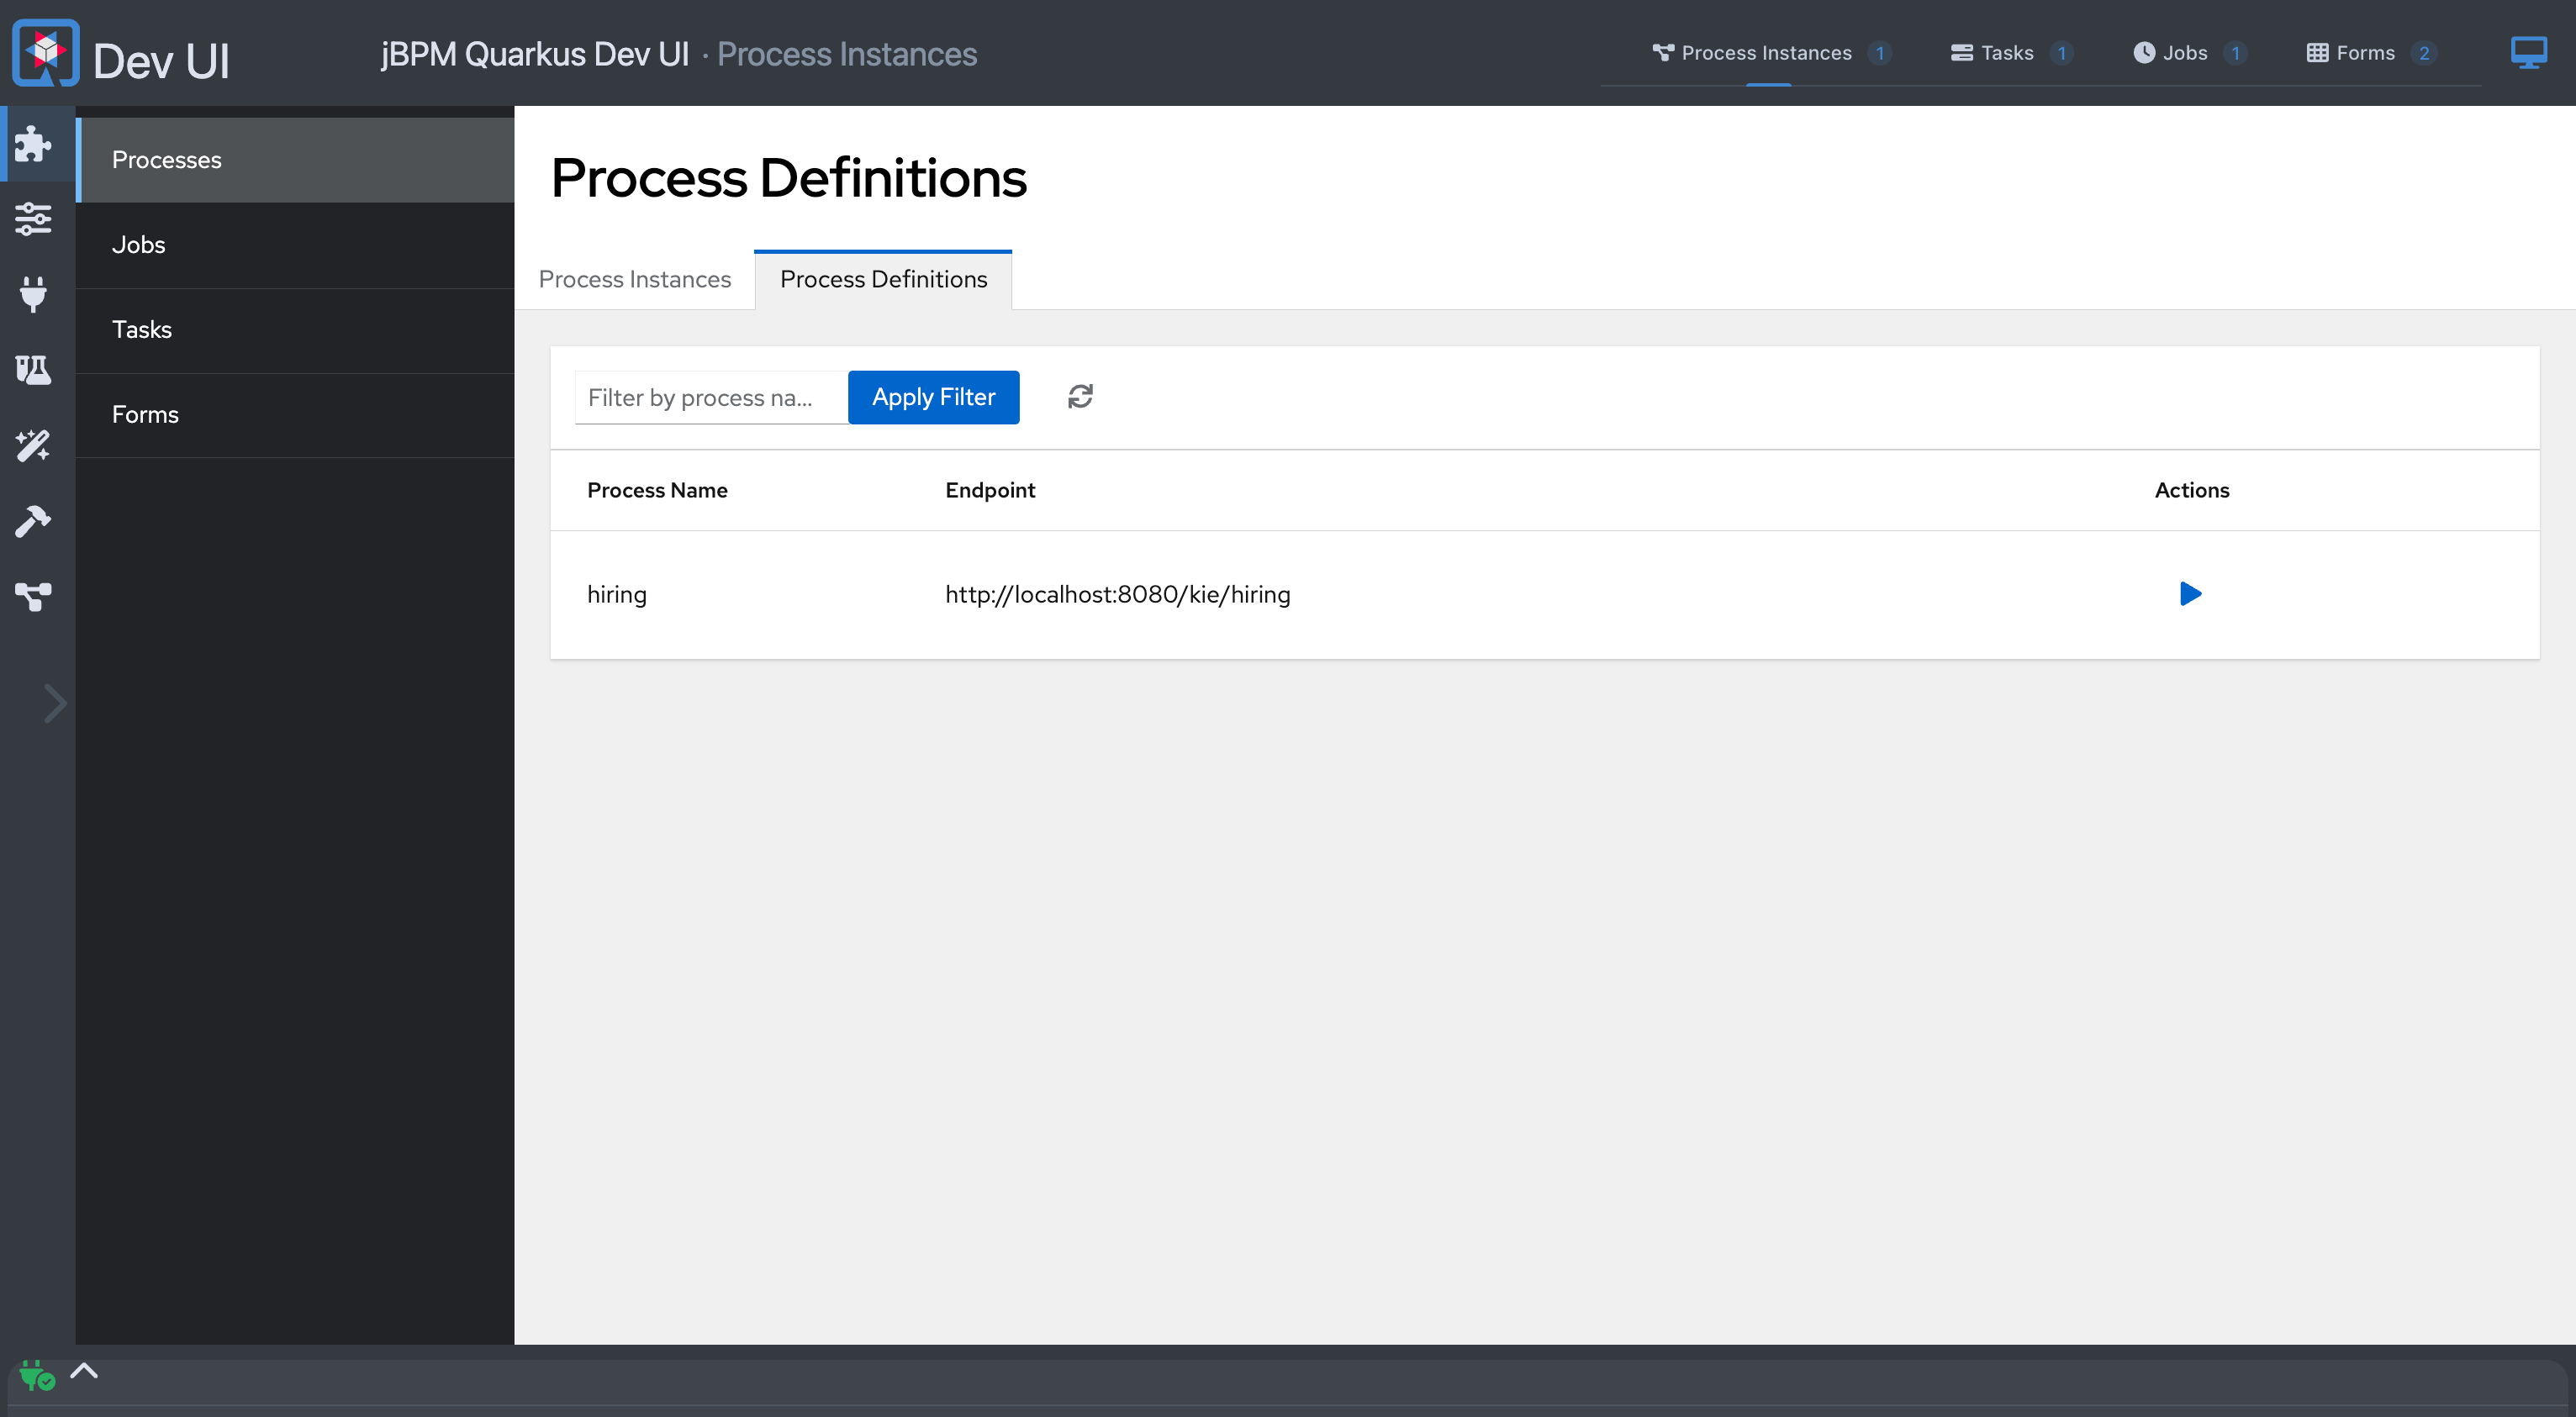 Dev UI
jBPM Quarkus Dev UI · Process Instances
Process Instances 1
Tasks 1
Jobs 1
Forms 2
Processes
Jobs
Tasks
Forms
Process Definitions
Process Instances
Process Definitions
Filter by process na...
Apply Filter
Process Name
Endpoint
Actions
hiring
http://localhost:8080/kie/hiring